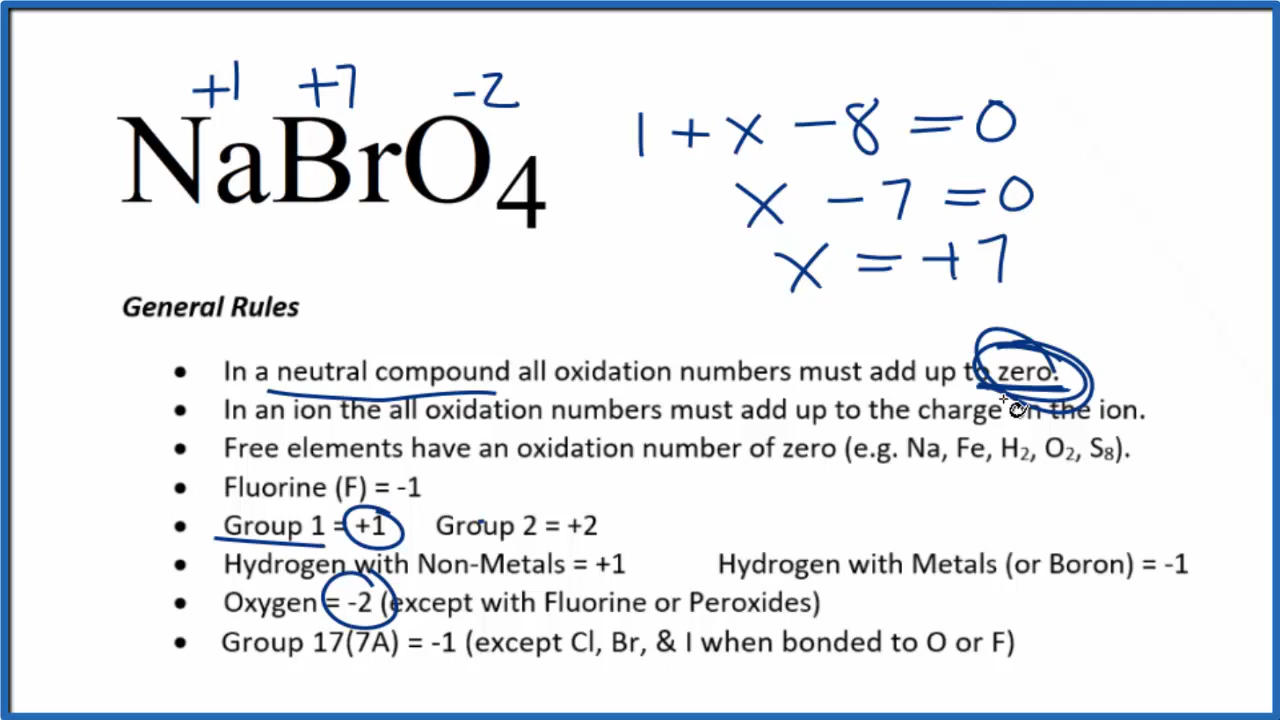 +1 +7 -2
NaBrO₄
1 + x - 8 = 0
x - 7 = 0
x = +7
General Rules
• In a neutral compound all oxidation numbers must add up to zero.
• In an ion the all oxidation numbers must add up to the charge on the ion.
• Free elements have an oxidation number of zero (e.g. Na, Fe, H₂, O₂, S₈).
• Fluorine (F) = -1
• Group 1 = +1 Group 2 = +2
• Hydrogen with Non-Metals = +1 Hydrogen with Metals (or Boron) = -1
• Oxygen = -2 (except with Fluorine or Peroxides)
• Group 17(7A) = -1 (except Cl, Br, & I when bonded to O or F)